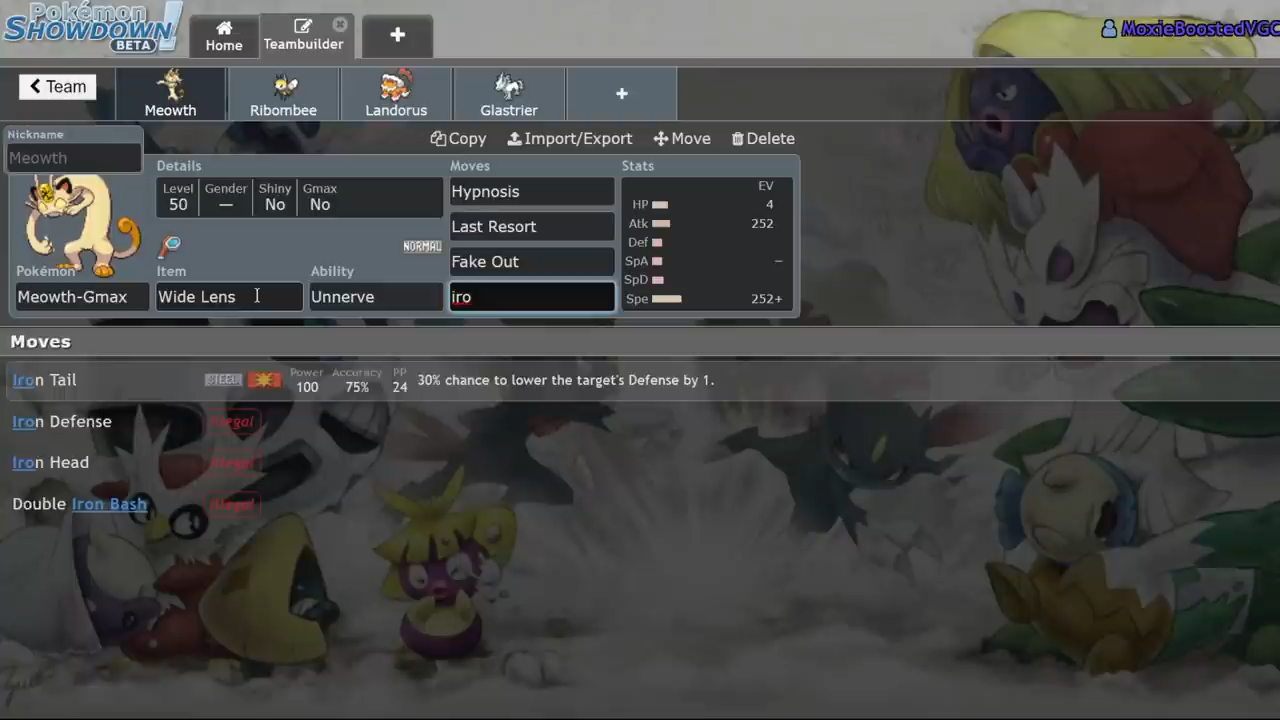 Pokémon
SHOWDOWN!
BETA
Home
Teambuilder
+
MoxieBoostedVGC
Team
Meowth
Ribombee
Landorus
Glastrier
+
Nickname
Meowth
Copy
Import/Export
Move
Delete
Details
Level Gender Shiny Gmax
50 — No No
NORMAL
Pokémon Item Ability
Meowth-Gmax Wide Lens Unnerve
Moves
Hypnosis
Last Resort
Fake Out
iro
Stats
EV
HP 4
Atk 252
Def
SpA –
SpD
Spe 252+
Moves
Iron Tail STEEL Power 100 Accuracy 75% PP 24 30% chance to lower the target's Defense by 1.
Iron Defense Illegal
Iron Head Illegal
Double Iron Bash Illegal